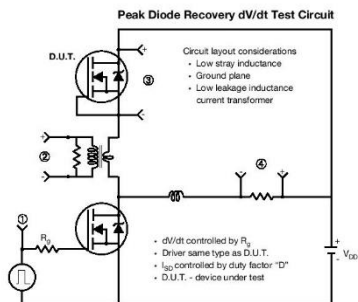 Peak Diode Recovery dV/dt Test Circuit
D.U.T.
+
③
-
Circuit layout considerations
• Low stray inductance
• Ground plane
• Low leakage inductance
current transformer
+
②
-
-
④
+
①
Rg
• dV/dt controlled by Rg
• Driver same type as D.U.T.
• ISD controlled by duty factor "D"
• D.U.T. - device under test
+
-
VDD